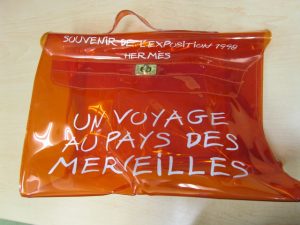 SOUVENIR DE L'EXPOSITION 1998
HERMÈS
UN VOYAGE
AU PAYS DES
MERVEILLES